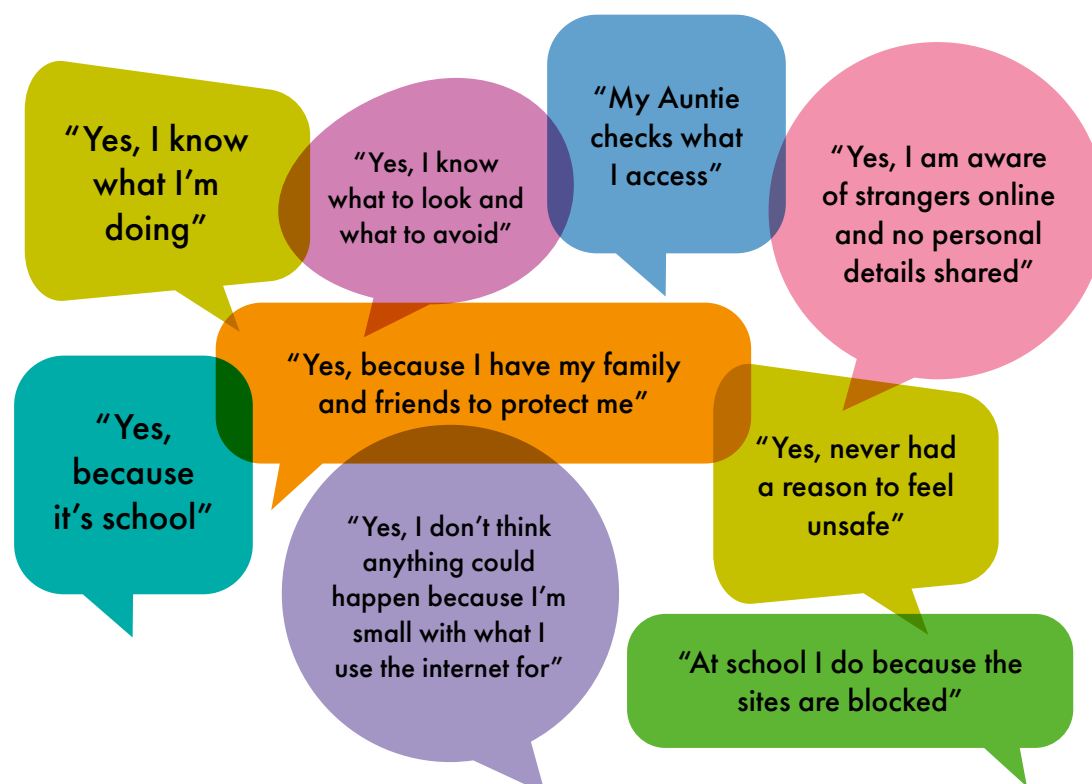 “Yes, I know
what I’m
doing”
“Yes, I know
what to look and
what to avoid”
“My Auntie
checks what
I access”
“Yes, I am aware
of strangers online
and no personal
details shared”
“Yes, because I have my family
and friends to protect me”
“Yes,
because
it’s school”
“Yes, never had
a reason to feel
unsafe”
“Yes, I don’t think
anything could
happen because I’m
small with what I
use the internet for”
“At school I do because the
sites are blocked”